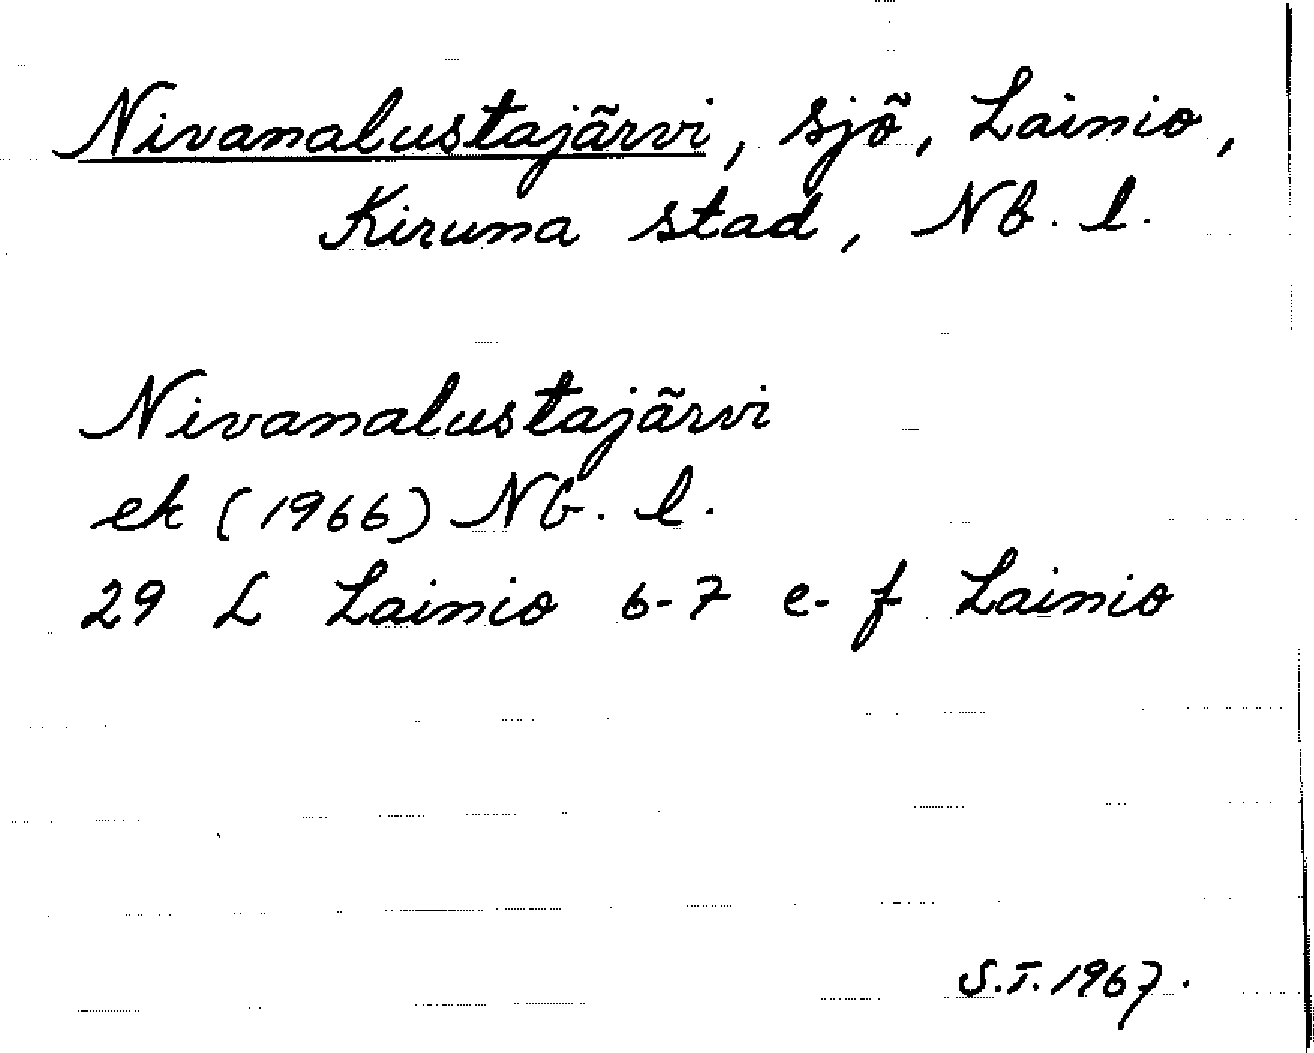 Nivanalustajärvi, sjö, Lainio,
Kiruna stad, Nb. l.
Nivanalustajärvi
ek (1966) Nb. l.
29 L Lainio 6-7 e-f Lainio
S.T. 1967.